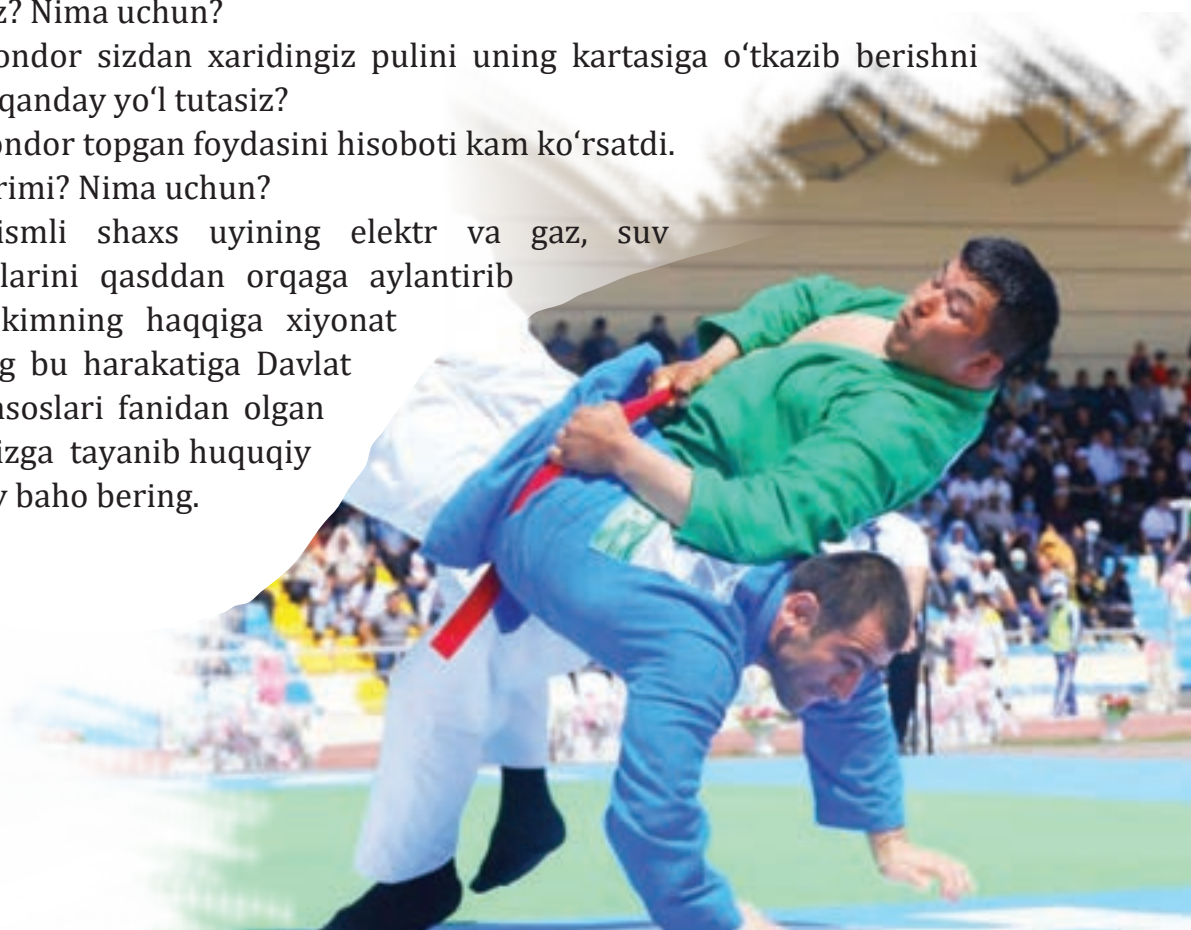 z? Nima uchun?
ondor sizdan xaridingiz pulini uning kartasiga o‘tkazib berishni
qanday yo‘l tutasiz?
ondor topgan foydasini hisoboti kam ko‘rsatdi.
rimi? Nima uchun?
ismli shaxs uyining elektr va gaz, suv
larini qasddan orqaga aylantirib
kimning haqqiga xiyonat
g bu harakatiga Davlat
asoslari fanidan olgan
izga tayanib huquqiy
y baho bering.